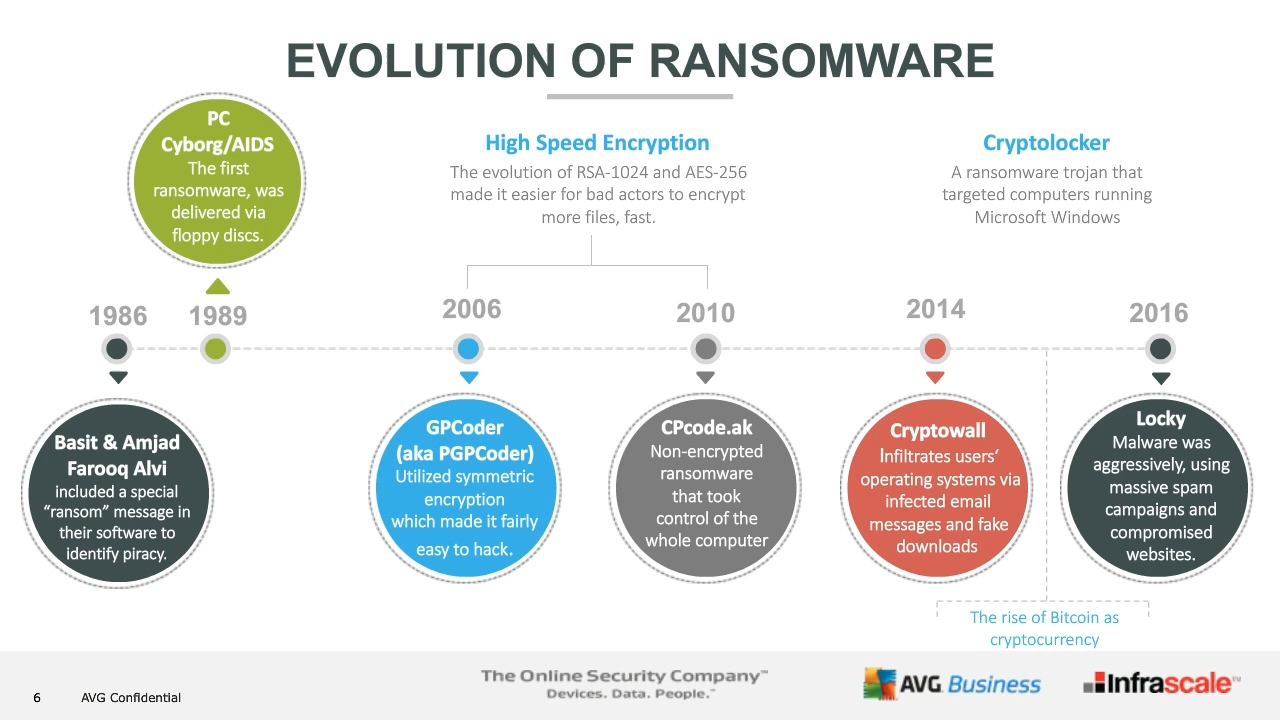 EVOLUTION OF RANSOMWARE
PC
Cyborg/AIDS
The first
ransomware, was
delivered via
floppy discs.
High Speed Encryption
The evolution of RSA-1024 and AES-256
made it easier for bad actors to encrypt
more files, fast.
Cryptolocker
A ransomware trojan that
targeted computers running
Microsoft Windows
1986
1989
2006
2010
2014
2016
Basit & Amjad
Farooq Alvi
included a special
“ransom” message in
their software to
identify piracy.
GPCoder
(aka PGPCoder)
Utilized symmetric
encryption
which made it fairly
easy to hack.
CPcode.ak
Non-encrypted
ransomware
that took
control of the
whole computer
Cryptowall
Infiltrates users‘
operating systems via
infected email
messages and fake
downloads
Locky
Malware was
aggressively, using
massive spam
campaigns and
compromised
websites.
The rise of Bitcoin as
cryptocurrency
6
AVG Confidential
The Online Security Company™
Devices. Data. People.™
AVG Business
Infrascale™